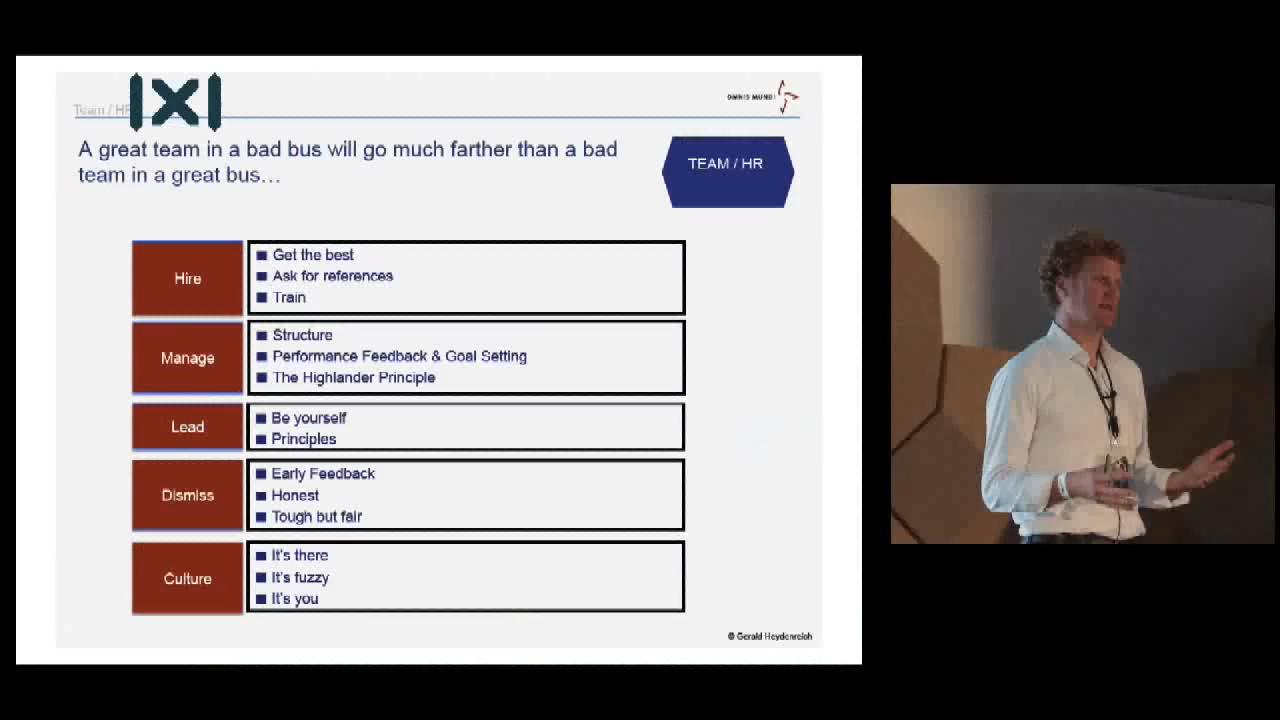 Team / HR
|X|
OMNIS MUNDI
A great team in a bad bus will go much farther than a bad
team in a great bus…
TEAM / HR
Hire
■ Get the best
■ Ask for references
■ Train
Manage
■ Structure
■ Performance Feedback & Goal Setting
■ The Highlander Principle
Lead
■ Be yourself
■ Principles
Dismiss
■ Early Feedback
■ Honest
■ Tough but fair
Culture
■ It's there
■ It's fuzzy
■ It's you
© Gerald Heydenreich